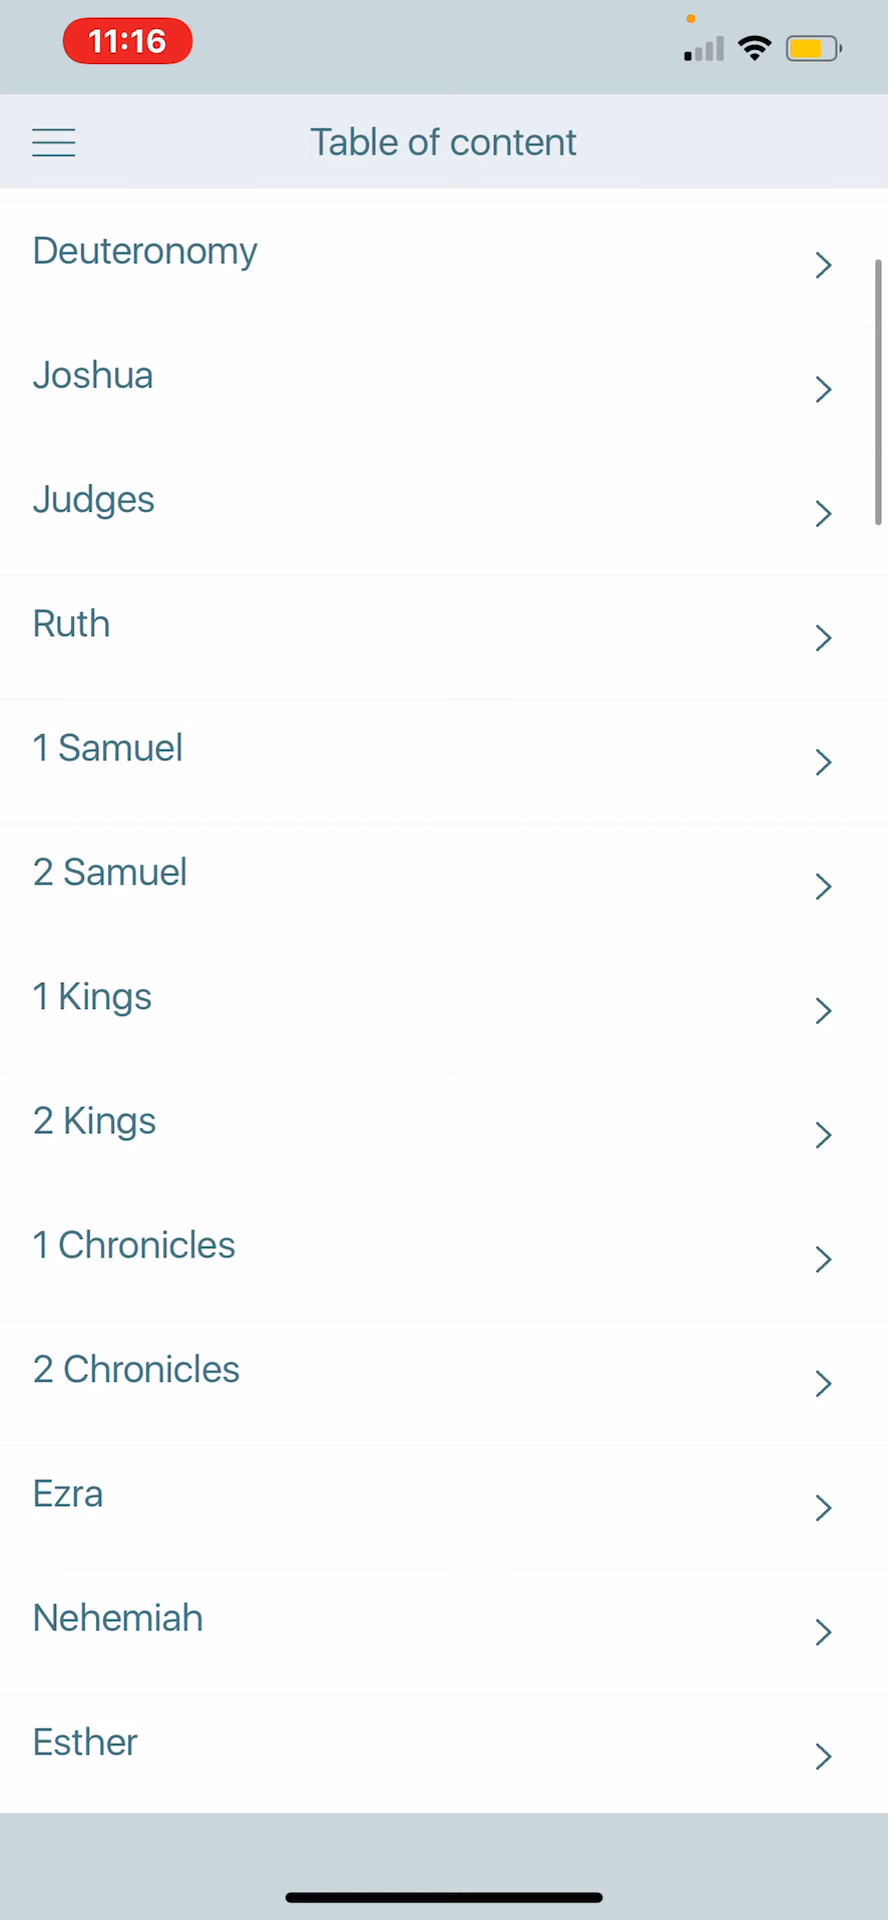 11:16
Table of content
Deuteronomy
Joshua
Judges
Ruth
1 Samuel
2 Samuel
1 Kings
2 Kings
1 Chronicles
2 Chronicles
Ezra
Nehemiah
Esther